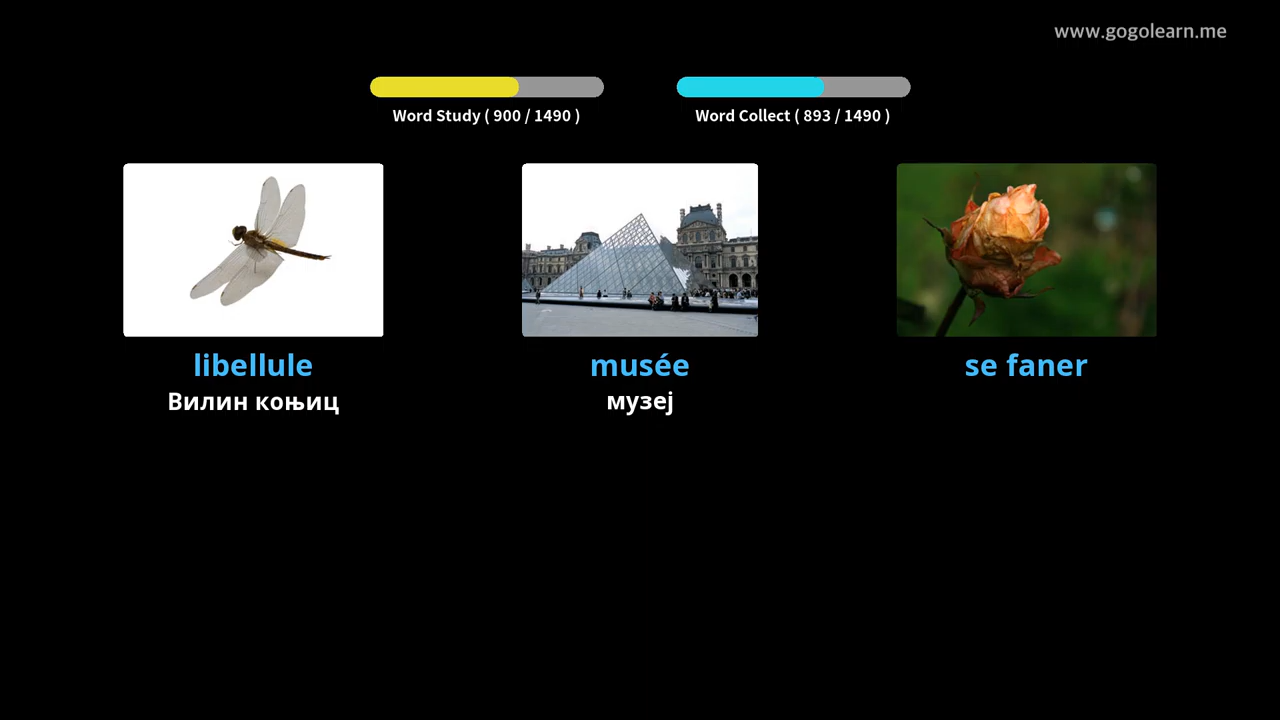 www.gogolearn.me
Word Study ( 900 / 1490 )
Word Collect ( 893 / 1490 )
libellule
Вилин коњиц
musée
музеј
se faner